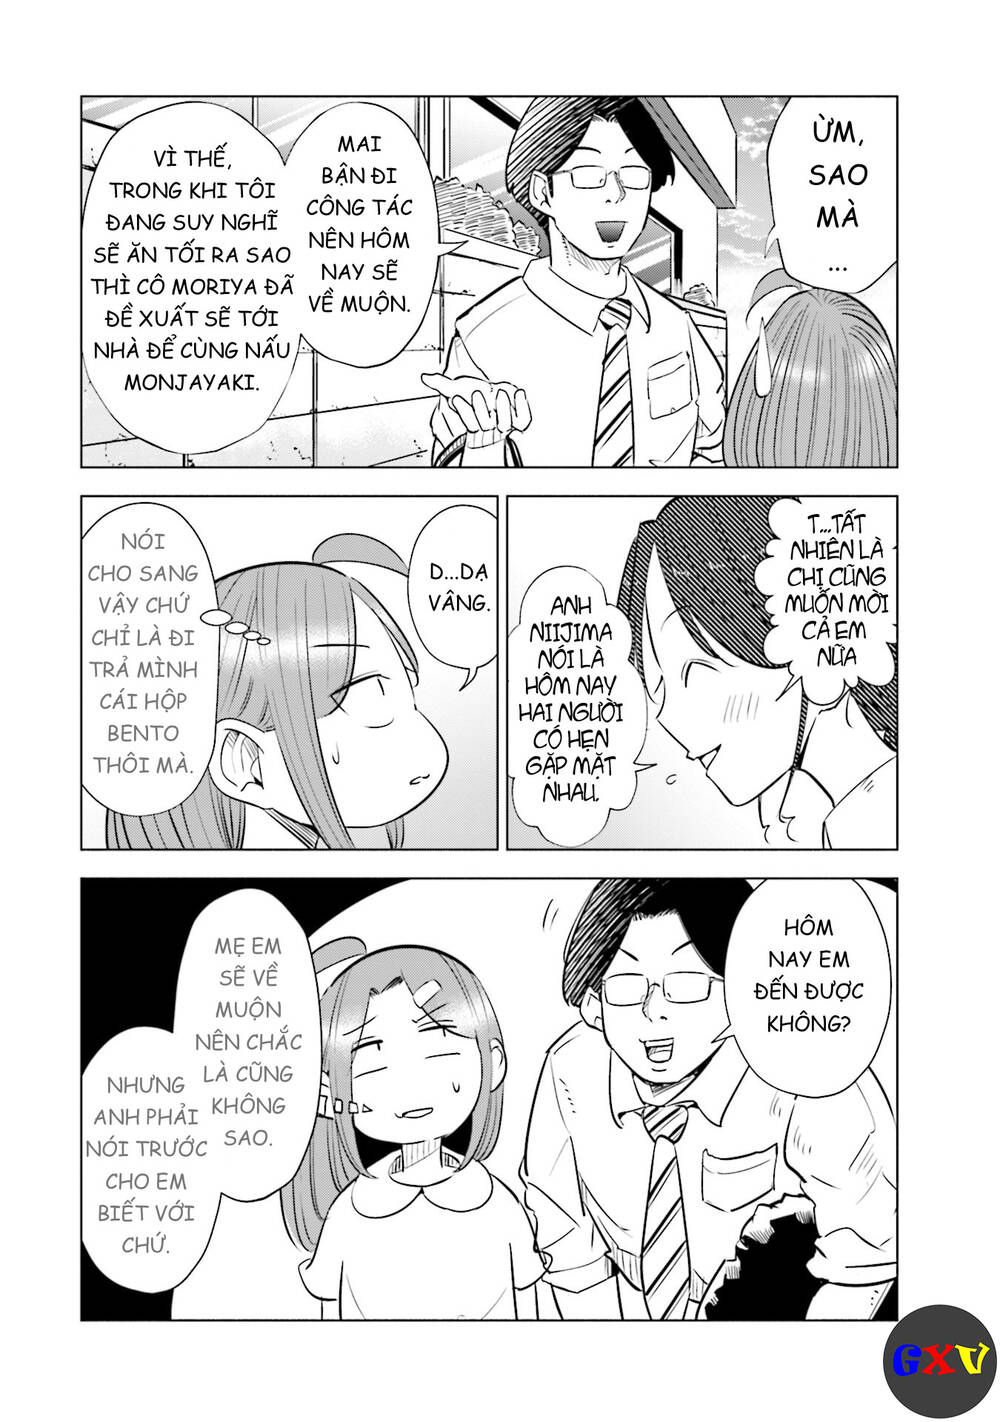 ỪM,
SAO
MÀ
...
MAI
BẬN ĐI
CÔNG TÁC
NÊN HÔM
NAY SẼ
VỀ MUỘN.
VÌ THẾ,
TRONG KHI TÔI
ĐANG SUY NGHĨ
SẼ ĂN TỐI RA SAO
THÌ CÔ MORIYA ĐÃ
ĐỀ XUẤT SẼ TỚI
NHÀ ĐỂ CÙNG NẤU
MONJAYAKI.
T...TẤT
NHIÊN LÀ
CHỊ CŨNG
MUỐN MỜI
CẢ EM
NỮA
ANH
NIIJIMA
NÓI LÀ
HÔM NAY
HAI NGƯỜI
CÓ HẸN
GẶP MẶT
NHAU.
D...DẠ
VÂNG.
NÓI
CHO SANG
VẬY CHỨ
CHỈ LÀ ĐI
TRẢ MÌNH
CÁI HỘP
BENTO
THÔI MÀ.
HÔM
NAY EM
ĐẾN ĐƯỢC
KHÔNG?
MẸ EM
SẼ VỀ
MUỘN
NÊN CHẮC
LÀ CŨNG
KHÔNG
SAO.
NHƯNG
ANH PHẢI
NÓI TRƯỚC
CHO EM
BIẾT VỚI
CHỨ.
GXV